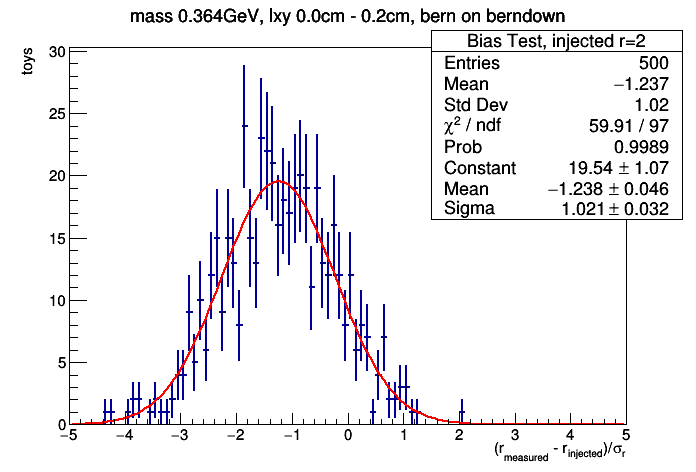 mass 0.364GeV, lxy 0.0cm - 0.2cm, bern on berndown
Bias Test, injected r=2
Entries 500
Mean −1.237
Std Dev 1.02
χ² / ndf 59.91 / 97
Prob 0.9989
Constant 19.54 ± 1.07
Mean −1.238 ± 0.046
Sigma 1.021 ± 0.032
toys
30
25
20
15
10
5
0
−5 −4 −3 −2 −1 0 1 2 3 4 5
(r_measured - r_injected)/σ_r